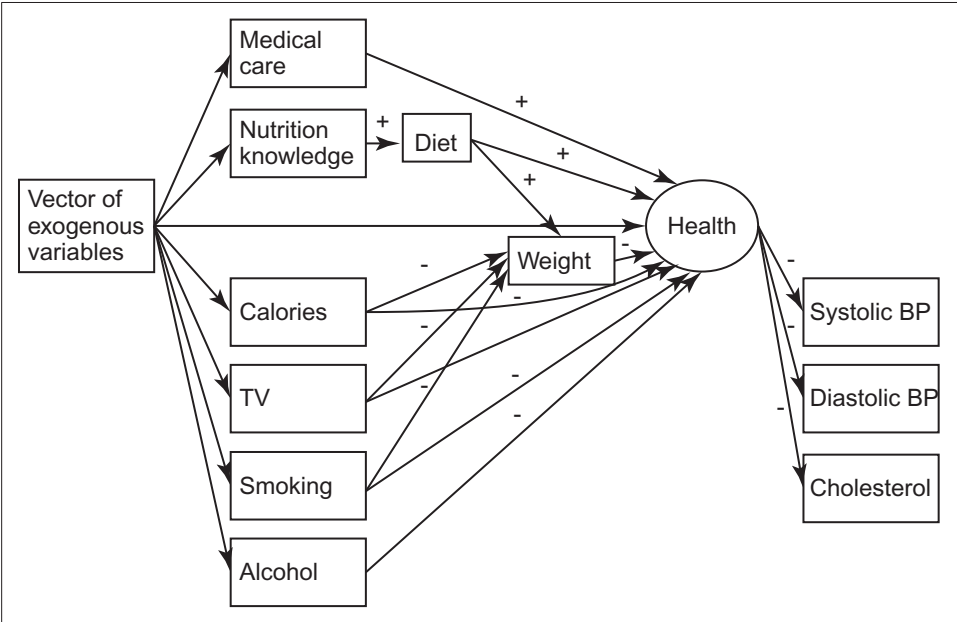 Medical
care
+
Nutrition
knowledge
+
Diet
+
+
Vector of
exogenous
variables
Health
Weight
-
-
-
Calories
-
-
Systolic BP
-
TV
-
-
Diastolic BP
-
-
Smoking
Cholesterol
Alcohol